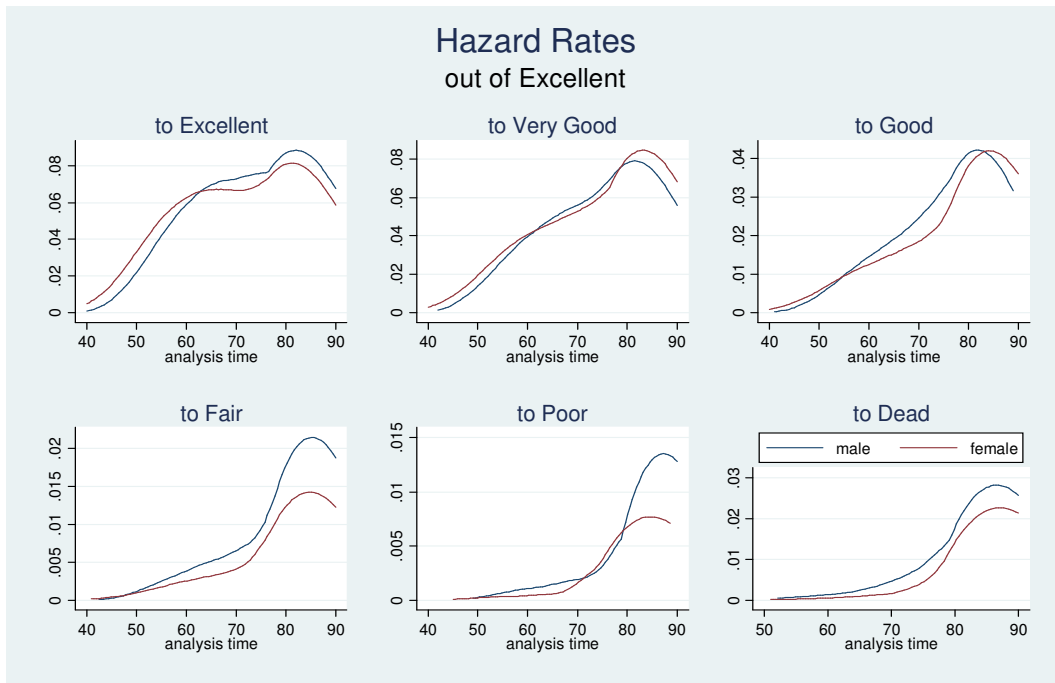 Hazard Rates
out of Excellent
to Excellent
to Very Good
to Good
0 .02 .04 .06 .08
40 50 60 70 80 90
analysis time
0 .02 .04 .06 .08
40 50 60 70 80 90
analysis time
0 .01 .02 .03 .04
40 50 60 70 80 90
analysis time
to Fair
to Poor
to Dead
0 .005 .01 .015 .02
40 50 60 70 80 90
analysis time
0 .005 .01 .015
40 50 60 70 80 90
analysis time
male female
0 .01 .02 .03
50 60 70 80 90
analysis time